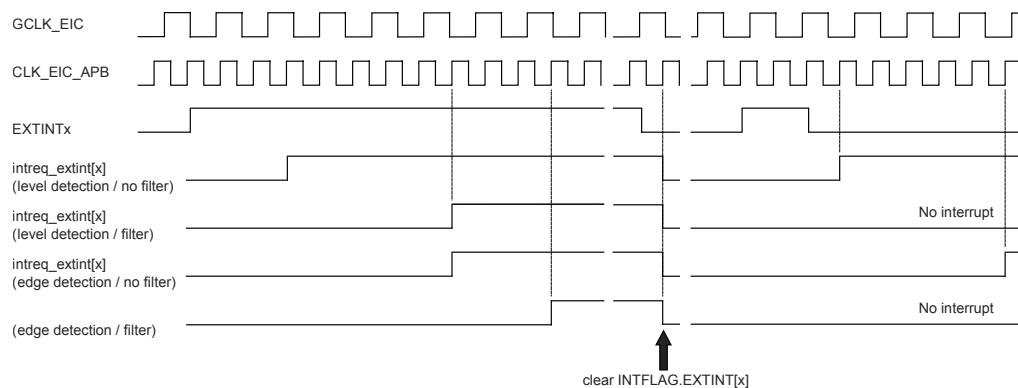 GCLK_EIC
CLK_EIC_APB
EXTINTx
intreq_extint[x]
(level detection / no filter)
intreq_extint[x]
(level detection / filter)
No interrupt
intreq_extint[x]
(edge detection / no filter)
(edge detection / filter)
No interrupt
clear INTFLAG.EXTINT[x]